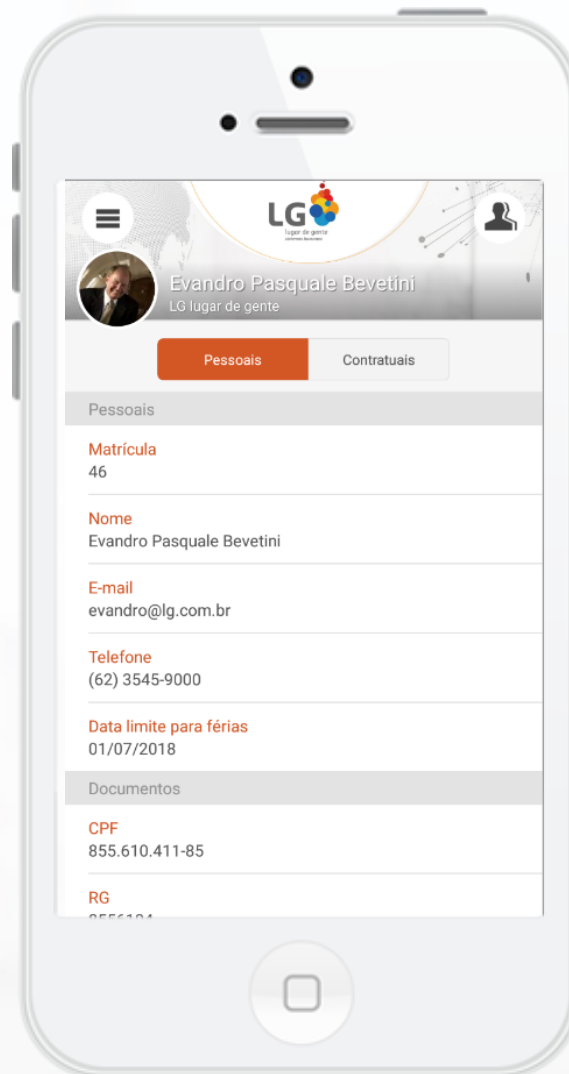 LG
lugar de gente
Evandro Pasquale Bevetini
LG lugar de gente
Pessoais
Contratuais
Pessoais
Matrícula
46
Nome
Evandro Pasquale Bevetini
E-mail
evandro@lg.com.br
Telefone
(62) 3545-9000
Data limite para férias
01/07/2018
Documentos
CPF
855.610.411-85
RG